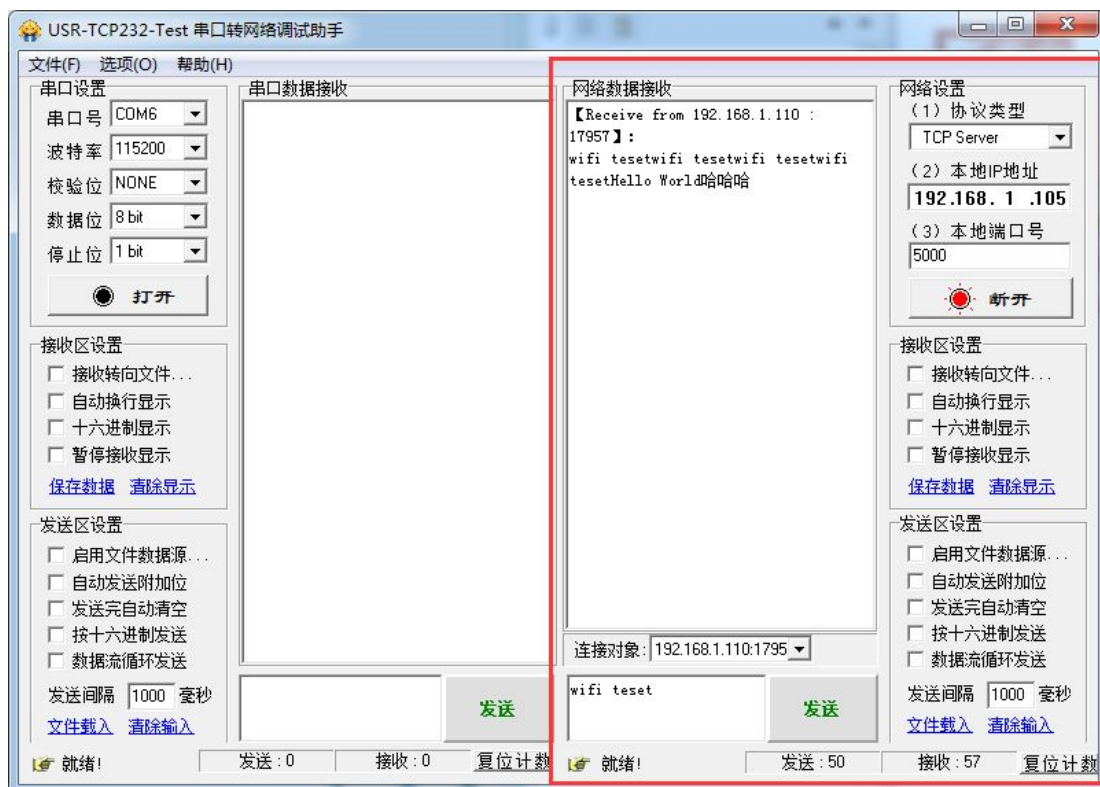 USR-TCP232-Test 串口转网络调试助手
文件(F) 选项(O) 帮助(H)
串口设置
串口号 COM6
波特率 115200
校验位 NONE
数据位 8 bit
停止位 1 bit
打开
接收区设置
接收转向文件...
自动换行显示
十六进制显示
暂停接收显示
保存数据 清除显示
发送区设置
启用文件数据源...
自动发送附加位
发送完自动清空
按十六进制发送
数据流循环发送
发送间隔 1000 毫秒
文件载入 清除输入
串口数据接收
发送
网络数据接收
【Receive from 192.168.1.110 :
17957】:
wifi tesetwifi tesetwifi tesetwifi
tesetHello World哈哈哈
连接对象: 192.168.1.110:1795
wifi teset
发送
网络设置
(1) 协议类型
TCP Server
(2) 本地IP地址
192.168. 1 .105
(3) 本地端口号
5000
断开
接收区设置
接收转向文件...
自动换行显示
十六进制显示
暂停接收显示
保存数据 清除显示
发送区设置
启用文件数据源...
自动发送附加位
发送完自动清空
按十六进制发送
数据流循环发送
发送间隔 1000 毫秒
文件载入 清除输入
就绪! 发送 : 0 接收 : 0 复位计数
就绪! 发送 : 50 接收 : 57 复位计数